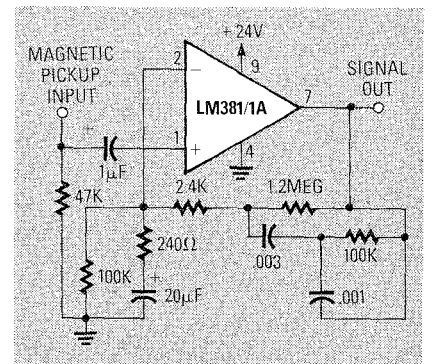 MAGNETIC
PICKUP
INPUT
+24V
2
−
9
SIGNAL
OUT
LM381/1A
7
1
+
4
+
1µF
47K
2.4K
1.2MEG
240Ω
100K
+
20µF
.003
100K
.001